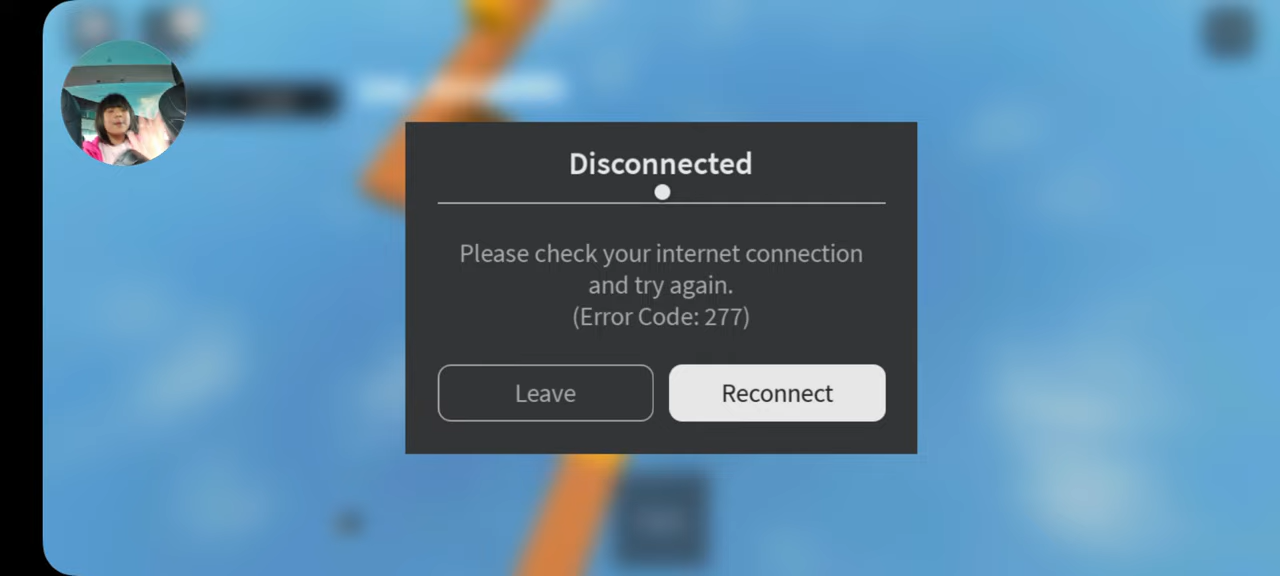 Disconnected
Please check your internet connection
and try again.
(Error Code: 277)
Leave
Reconnect